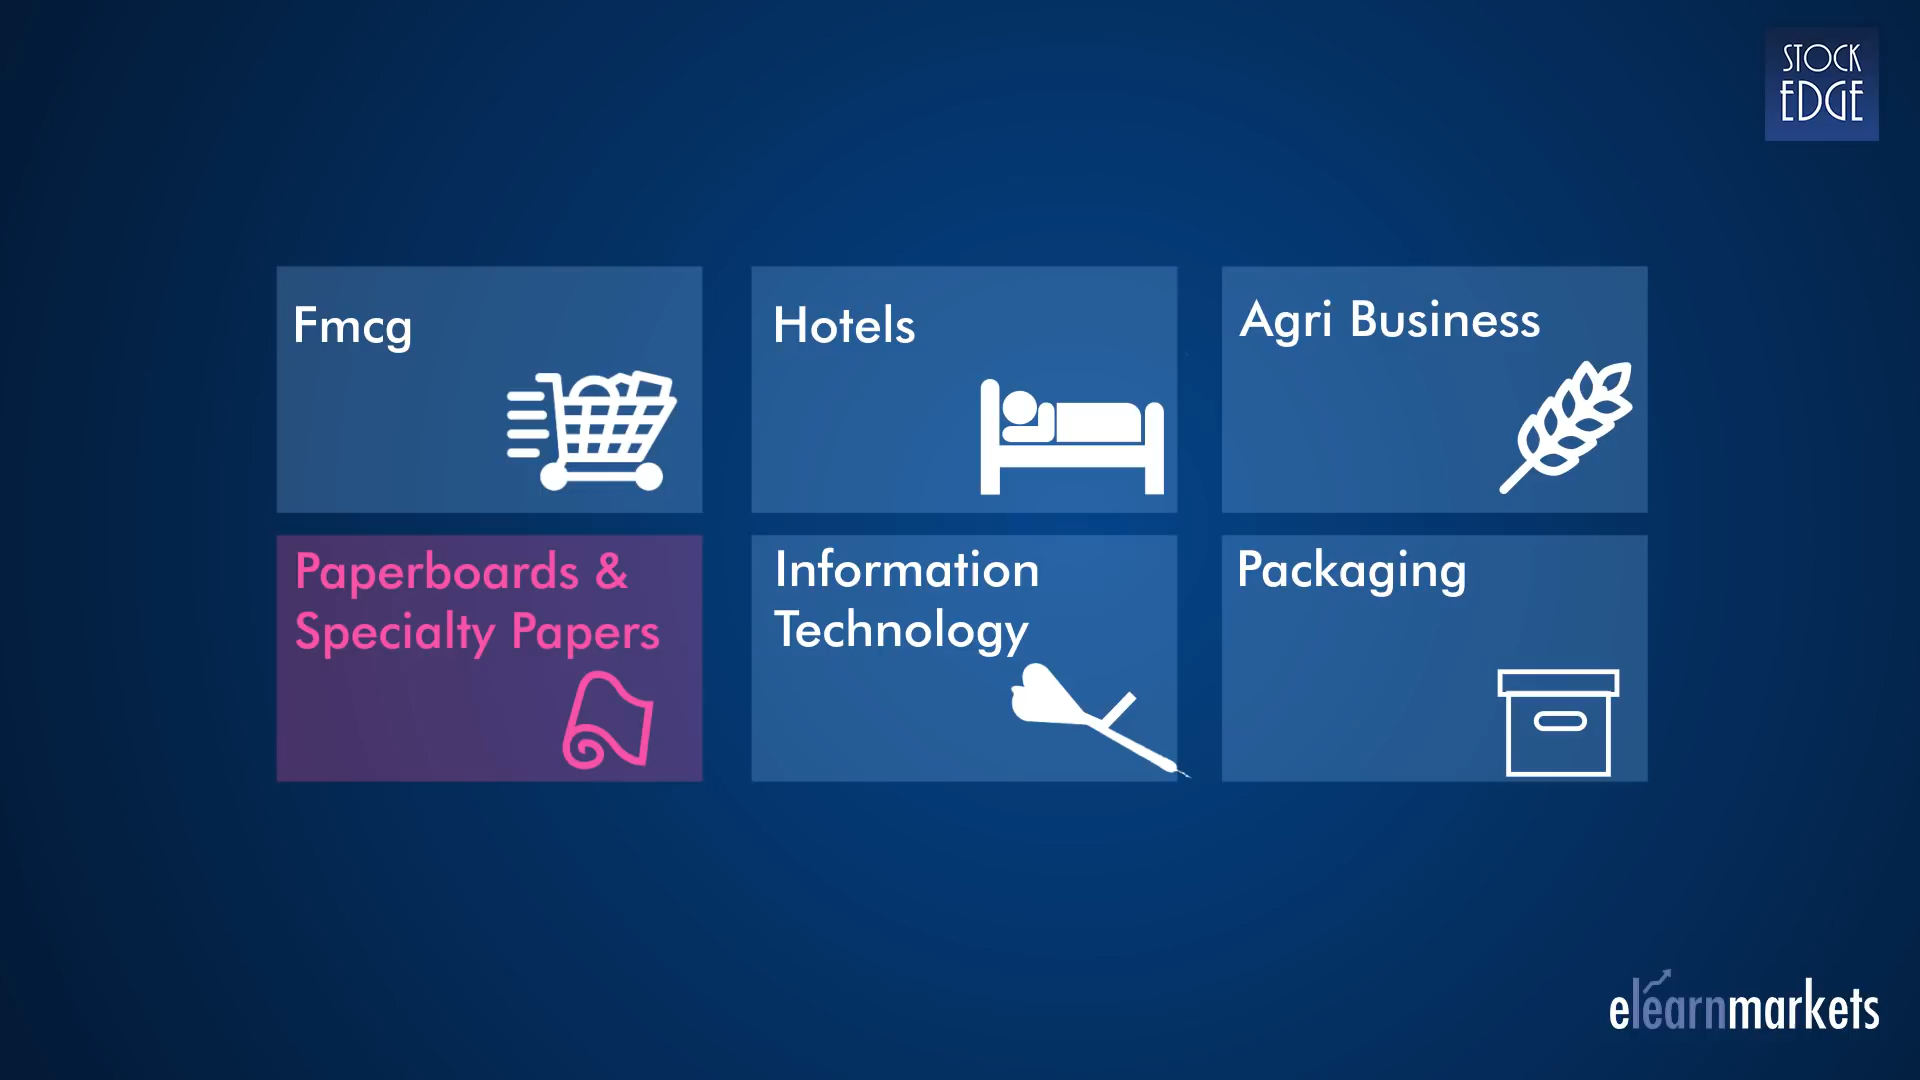 STOCK
EDGE
Fmcg
Hotels
Agri Business
Paperboards &
Specialty Papers
Information
Technology
Packaging
elearnmarkets